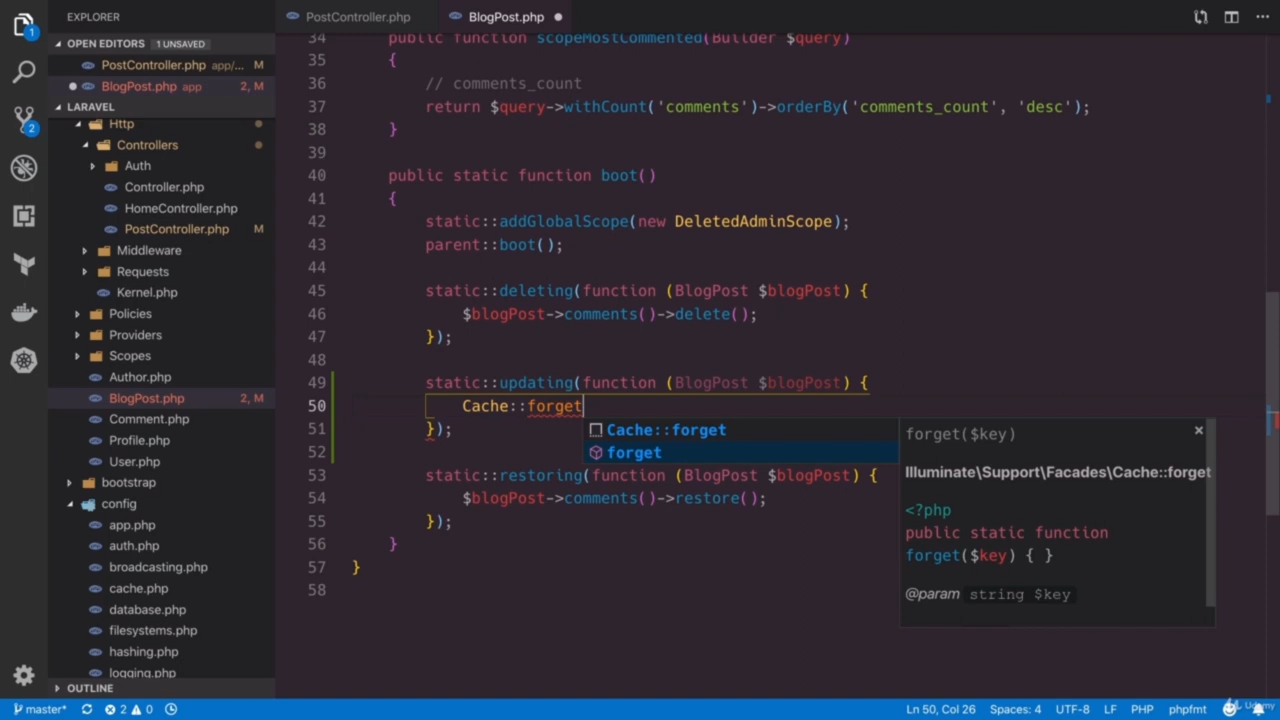 EXPLORER
PostController.php
BlogPost.php
OPEN EDITORS 1 UNSAVED
PostController.php app/... M
BlogPost.php app 2, M
LARAVEL
Http
Controllers
Auth
Controller.php
HomeController.php
PostController.php M
Middleware
Requests
Kernel.php
Policies
Providers
Scopes
Author.php
BlogPost.php 2, M
Comment.php
Profile.php
User.php
bootstrap
config
app.php
auth.php
broadcasting.php
cache.php
database.php
filesystems.php
hashing.php
logging.php
OUTLINE
1
2
34 public function scopeMostCommented(Builder $query)
35 {
36 // comments_count
37 return $query->withCount('comments')->orderBy('comments_count', 'desc');
38 }
39
40 public static function boot()
41 {
42 static::addGlobalScope(new DeletedAdminScope);
43 parent::boot();
44
45 static::deleting(function (BlogPost $blogPost) {
46 $blogPost->comments()->delete();
47 });
48
49 static::updating(function (BlogPost $blogPost) {
50 Cache::forget
51 });
52
53 static::restoring(function (BlogPost $blogPost) {
54 $blogPost->comments()->restore();
55 });
56 }
57 }
58
Cache::forget
forget
forget($key)
Illuminate\Support\Facades\Cache::forget
<?php
public static function
forget($key) { }
@param string $key
master* 2 0
Ln 50, Col 26 Spaces: 4 UTF-8 LF PHP phpfmt
Udemy